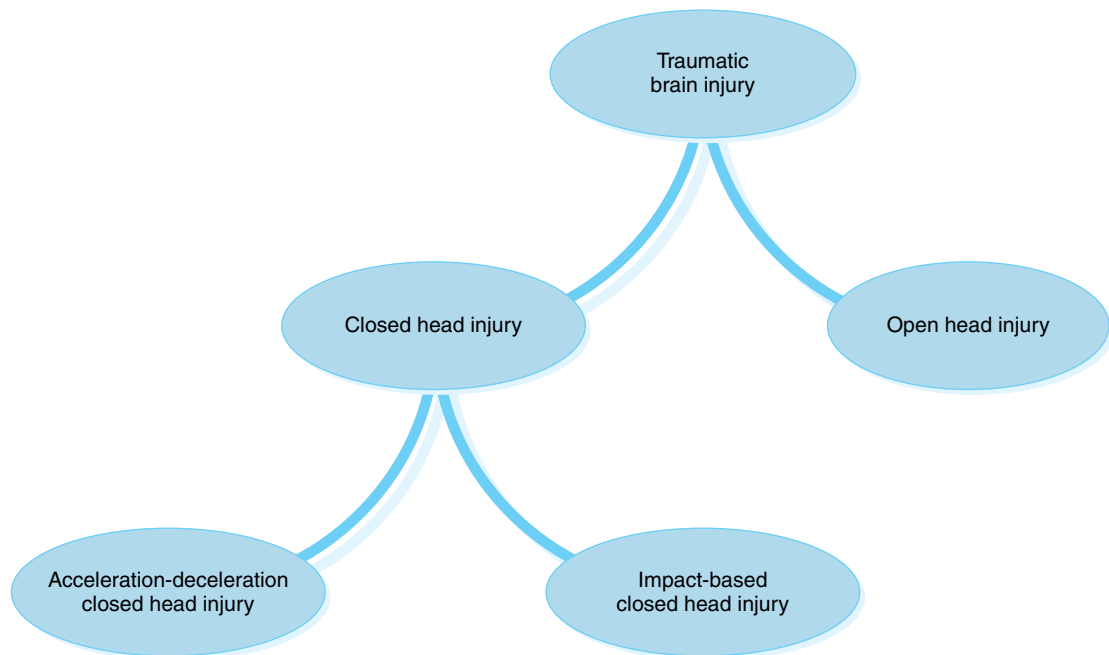 Traumatic
brain injury
Closed head injury
Open head injury
Acceleration-deceleration
closed head injury
Impact-based
closed head injury